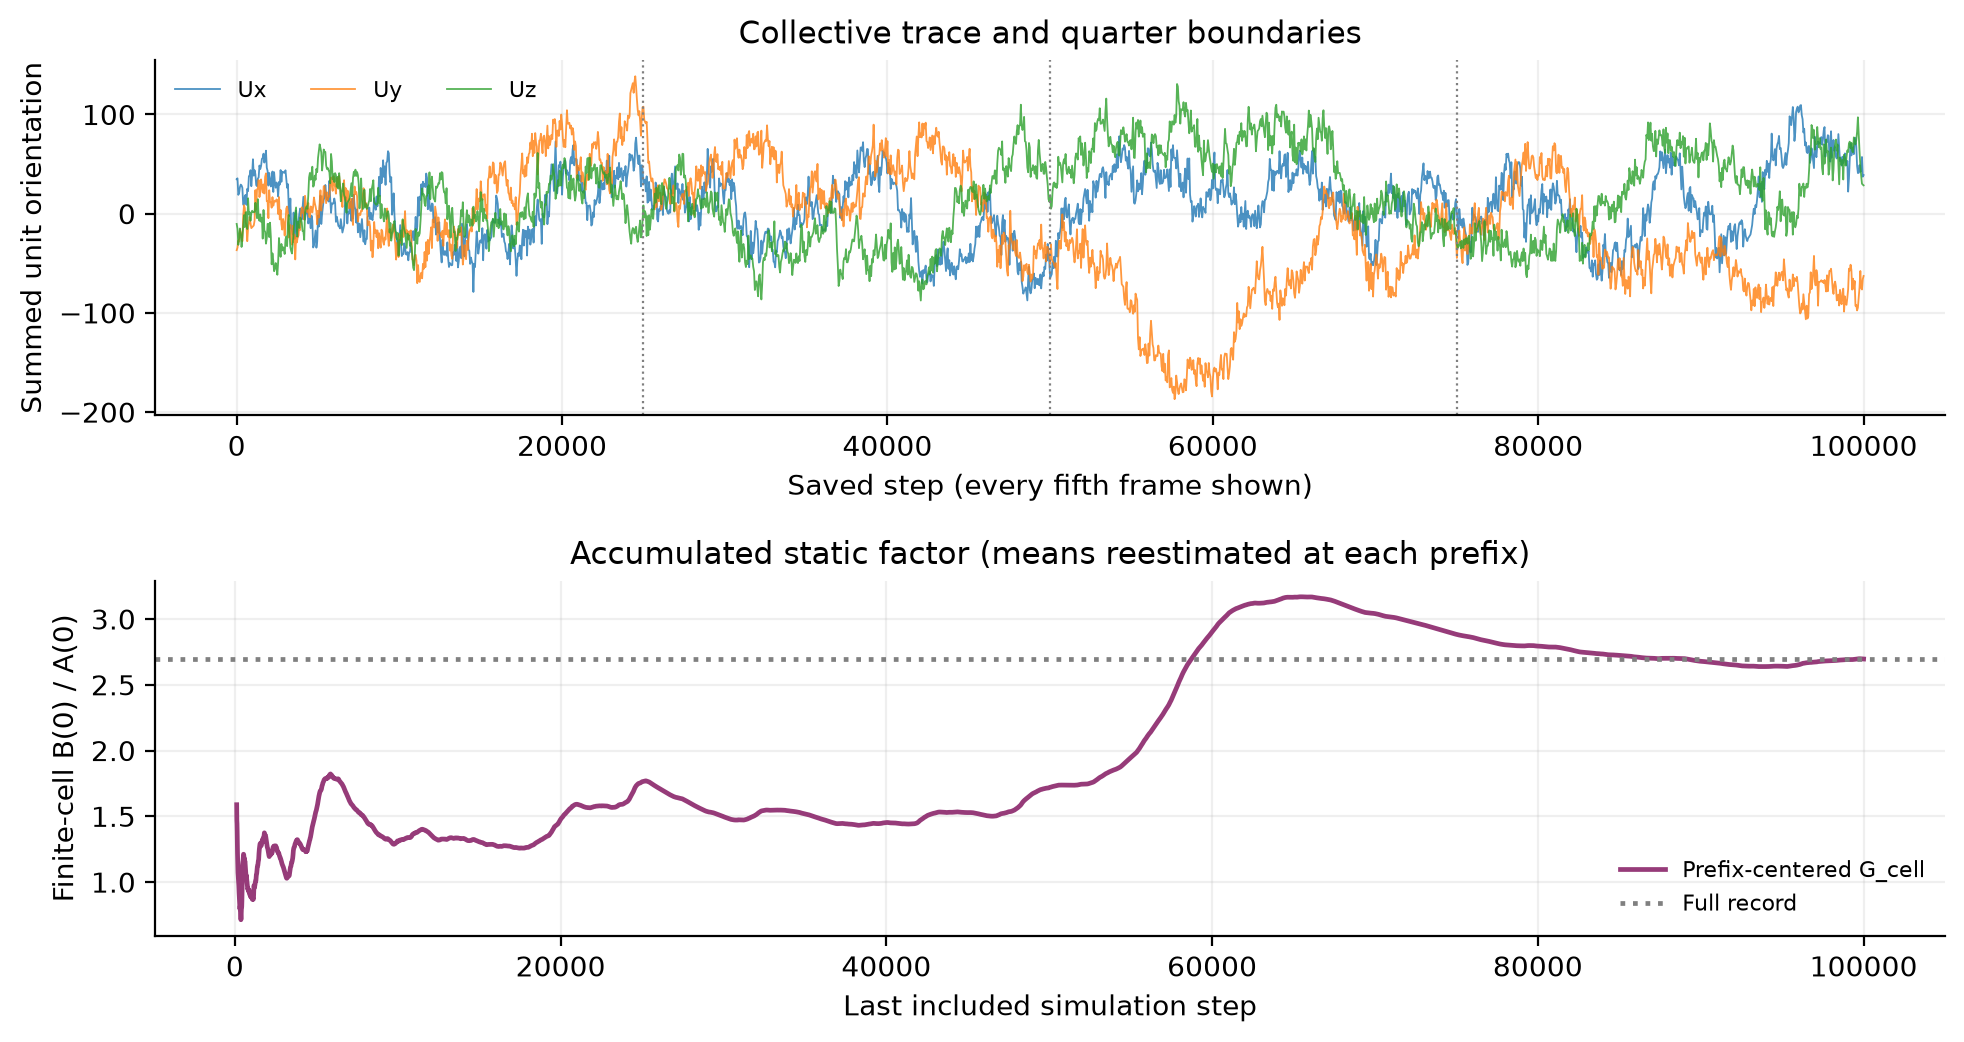 Collective trace and quarter boundaries
Summed unit orientation
Ux Uy Uz
100
0
−100
−200
0 20000 40000 60000 80000 100000
Saved step (every fifth frame shown)
Accumulated static factor (means reestimated at each prefix)
Finite-cell B(0) / A(0)
3.0
2.5
2.0
1.5
1.0
Prefix-centered G_cell
Full record
0 20000 40000 60000 80000 100000
Last included simulation step